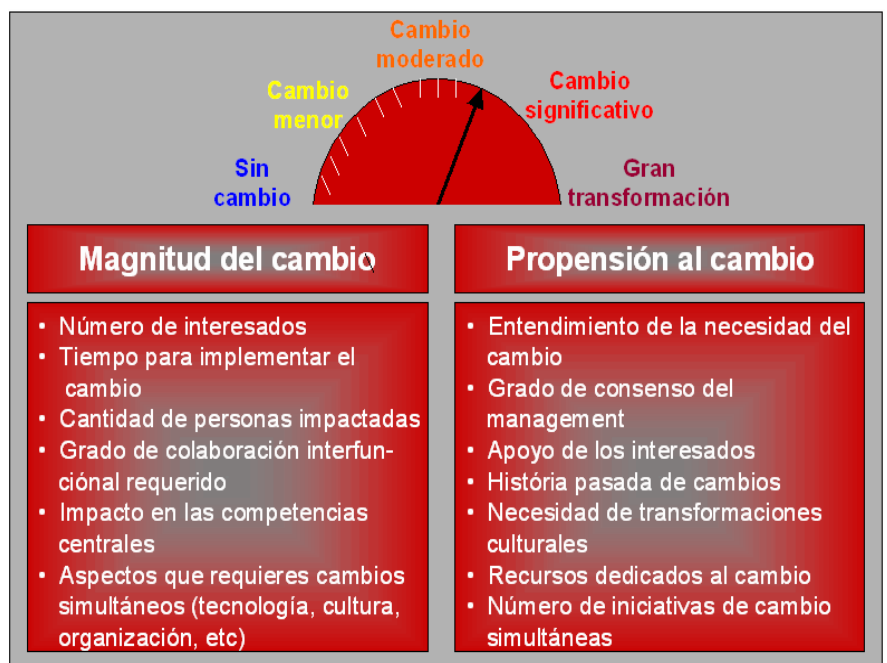 Cambio
moderado
Cambio
menor
Cambio
significativo
Sin
cambio
Gran
transformación
Magnitud del cambio
• Número de interesados
• Tiempo para implementar el
cambio
• Cantidad de personas impactadas
• Grado de colaboración interfun-
ciónal requerido
• Impacto en las competencias
centrales
• Aspectos que requieres cambios
simultáneos (tecnología, cultura,
organización, etc)
Propensión al cambio
• Entendimiento de la necesidad del
cambio
• Grado de consenso del
management
• Apoyo de los interesados
• História pasada de cambios
• Necesidad de transformaciones
culturales
• Recursos dedicados al cambio
• Número de iniciativas de cambio
simultáneas